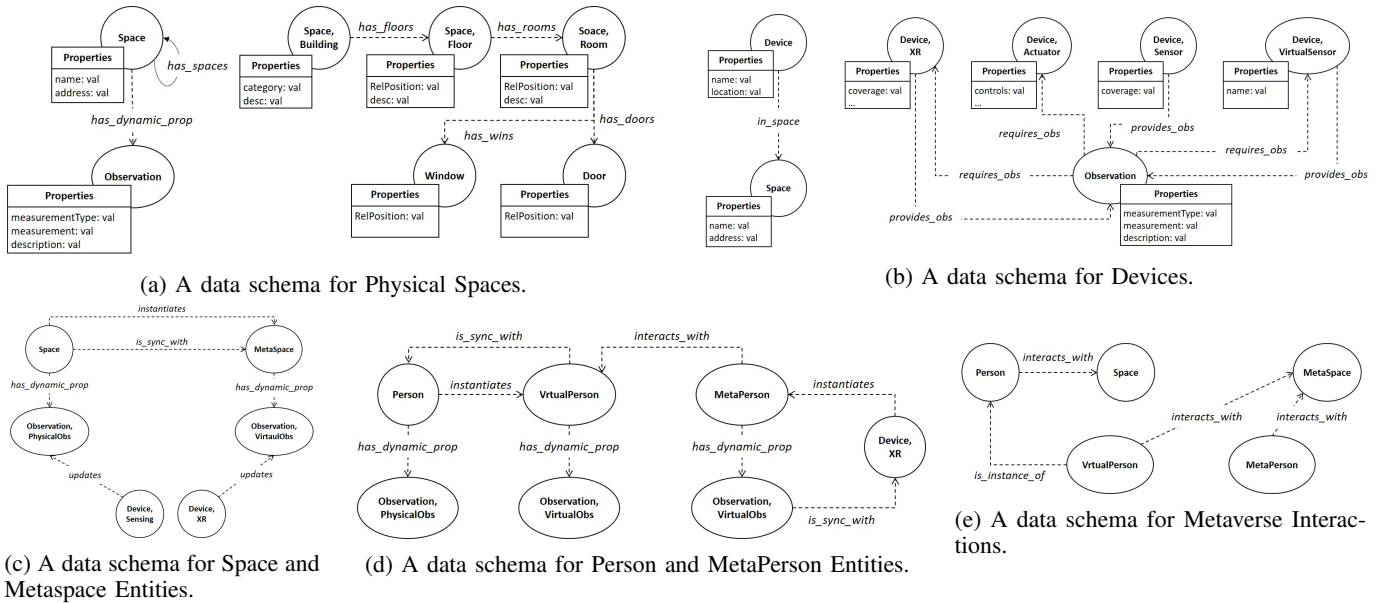 Space
Properties
name: val
address: val
has_spaces
has_dynamic_prop
Observation
Properties
measurementType: val
measurement: val
description: val
Space,
Building
Properties
category: val
desc: val
has_floors
Space,
Floor
Properties
RelPosition: val
desc: val
has_rooms
Soace,
Room
Properties
RelPosition: val
desc: val
has_wins
has_doors
Window
Properties
RelPosition: val
Door
Properties
RelPosition: val
(a) A data schema for Physical Spaces.
Device
Properties
name: val
location: val
in_space
Space
Properties
name: val
address: val
Device,
XR
Properties
coverage: val
...
Device,
Actuator
Properties
controls: val
...
Device,
Sensor
Properties
coverage: val
Device,
VirtualSensor
Properties
name: val
requires_obs
provides_obs
requires_obs
requires_obs
provides_obs
provides_obs
Observation
Properties
measurementType: val
measurement: val
description: val
(b) A data schema for Devices.
instantiates
Space
is_sync_with
MetaSpace
has_dynamic_prop
has_dynamic_prop
Observation,
PhysicalObs
Observation,
VirtaulObs
updates
updates
Device,
Sensing
Device,
XR
(c) A data schema for Space and
Metaspace Entities.
is_sync_with
interacts_with
Person
instantiates
VirtualPerson
MetaPerson
instantiates
has_dynamic_prop
has_dynamic_prop
has_dynamic_prop
Device,
XR
Observation,
PhysicalObs
Observation,
VirtualObs
Observation,
VirtualObs
is_sync_with
(d) A data schema for Person and MetaPerson Entities.
Person
interacts_with
Space
MetaSpace
interacts_with
interacts_with
is_instance_of
VrtualPerson
MetaPerson
(e) A data schema for Metaverse Interac-
tions.